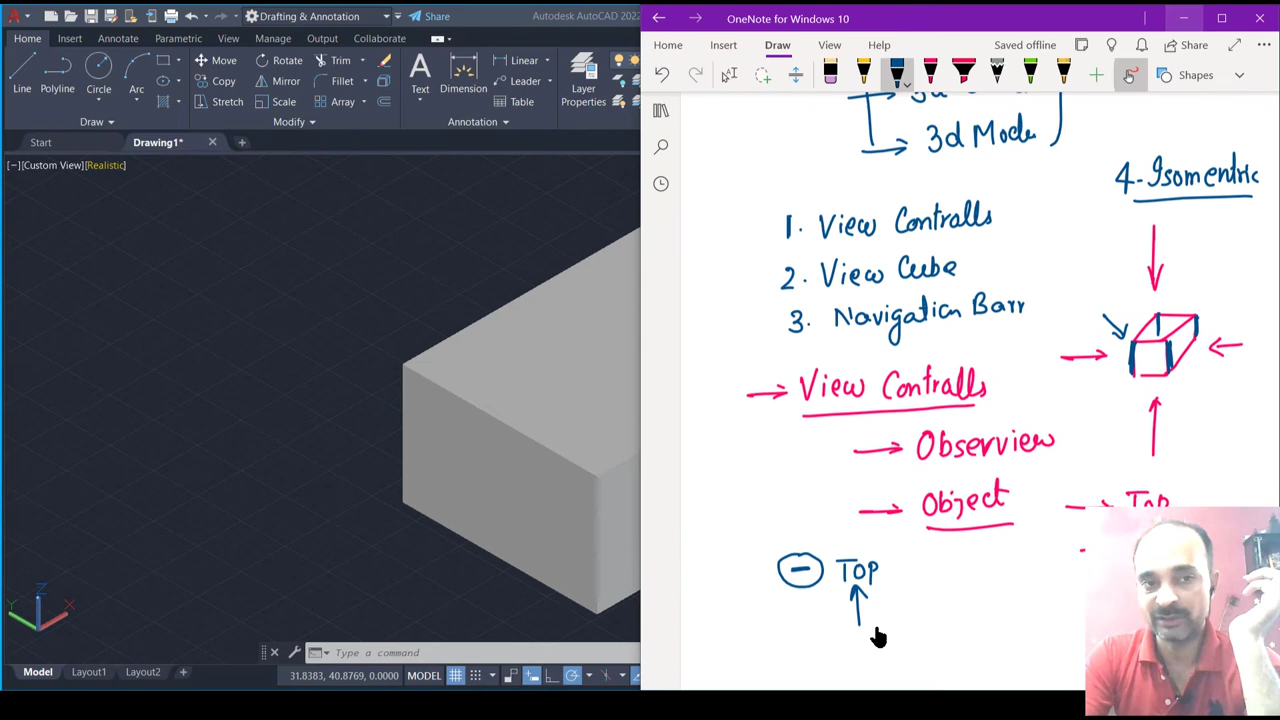 Drafting & Annotation
Share
Autodesk AutoCAD 2022
Home Insert Annotate Parametric View Manage Output Collaborate
Line Polyline Circle Arc
Move Rotate Trim
Copy Mirror Fillet
Stretch Scale Array
Draw
Modify
Text Dimension
Linear
Leader
Table
Annotation
Layer
Properties
Start Drawing1*
[−][Custom View][Realistic]
Z
Y X
Type a command
Model Layout1 Layout2
31.8383, 40.8769, 0.0000 MODEL
OneNote for Windows 10
Home Insert Draw View Help
Saved offline
Share
Shapes
3d Mode
4-Isomentric
1. View Contralls
2. View Cube
3. Navigation Barr
View Contralls
Obserview
Object
Top
− Top